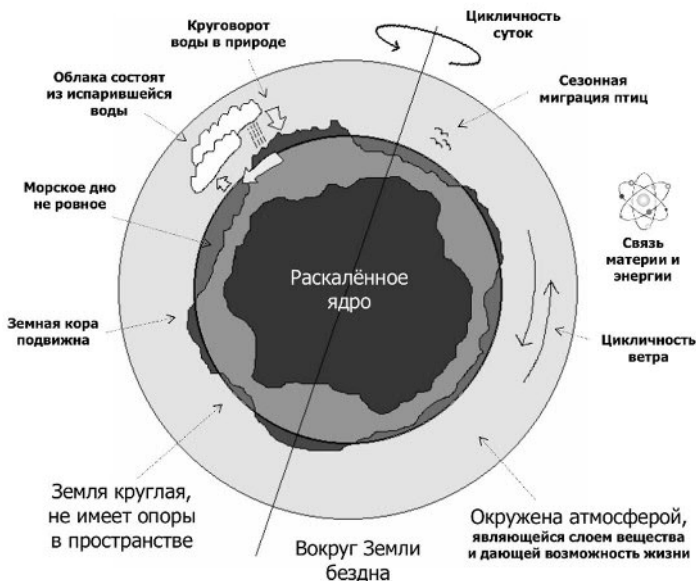 Круговорот
воды в природе
Цикличность
суток
Облака состоят
из испарившейся
воды
Сезонная
миграция птиц
Морское дно
не ровное
Связь
материи и
энергии
Раскалённое
ядро
Земная кора
подвижна
Цикличность
ветра
Земля круглая,
не имеет опоры
в пространстве
Окружена атмосферой,
являющейся слоем вещества
и дающей возможность жизни
Вокруг Земли
бездна